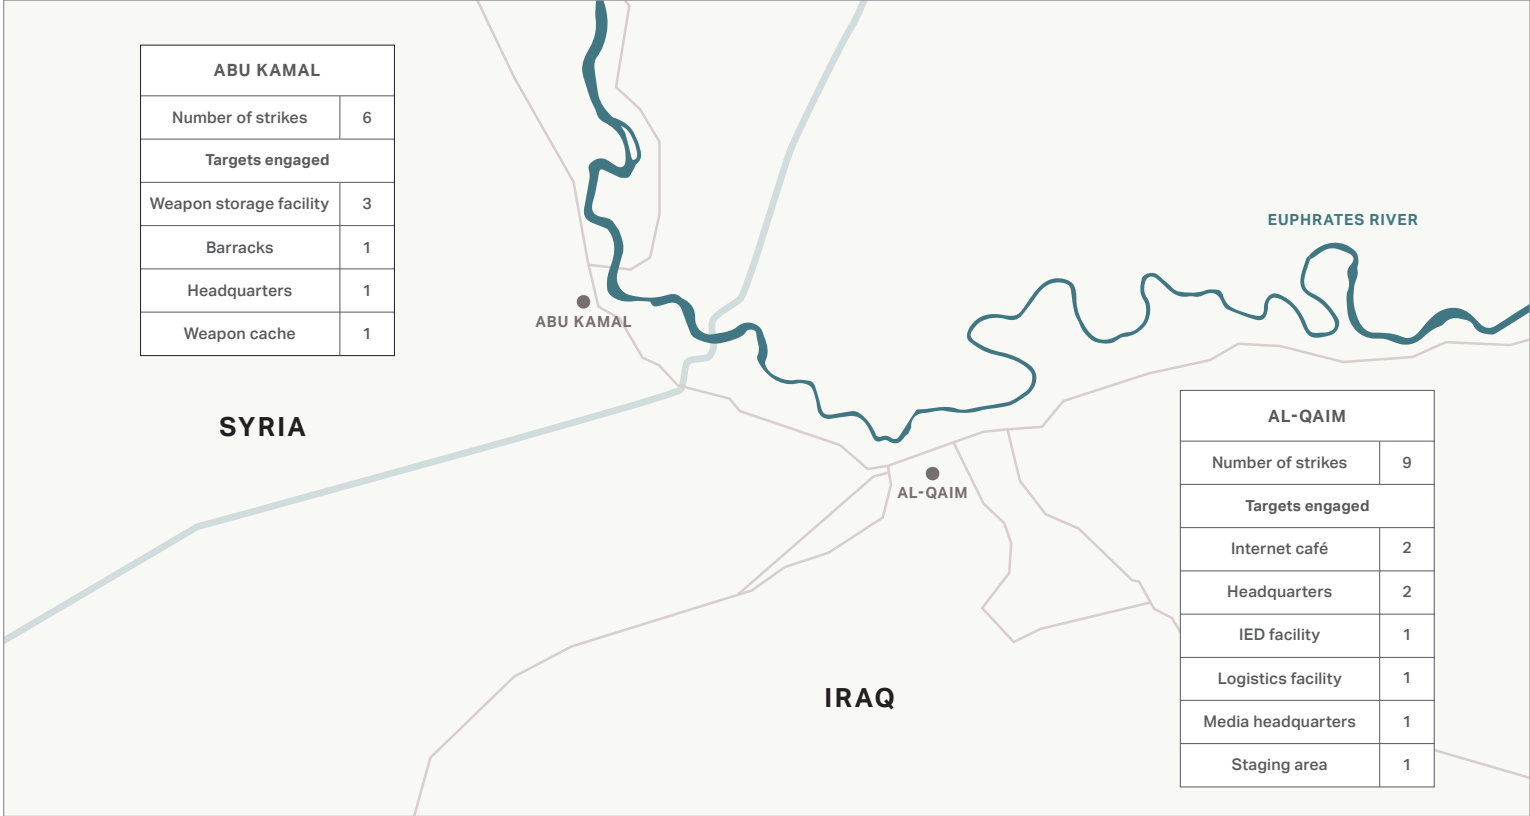 ABU KAMAL
Number of strikes 6
Targets engaged
Weapon storage facility 3
Barracks 1
Headquarters 1
Weapon cache 1
EUPHRATES RIVER
ABU KAMAL
SYRIA
AL-QAIM
AL-QAIM
Number of strikes 9
Targets engaged
Internet café 2
Headquarters 2
IED facility 1
Logistics facility 1
Media headquarters 1
Staging area 1
IRAQ